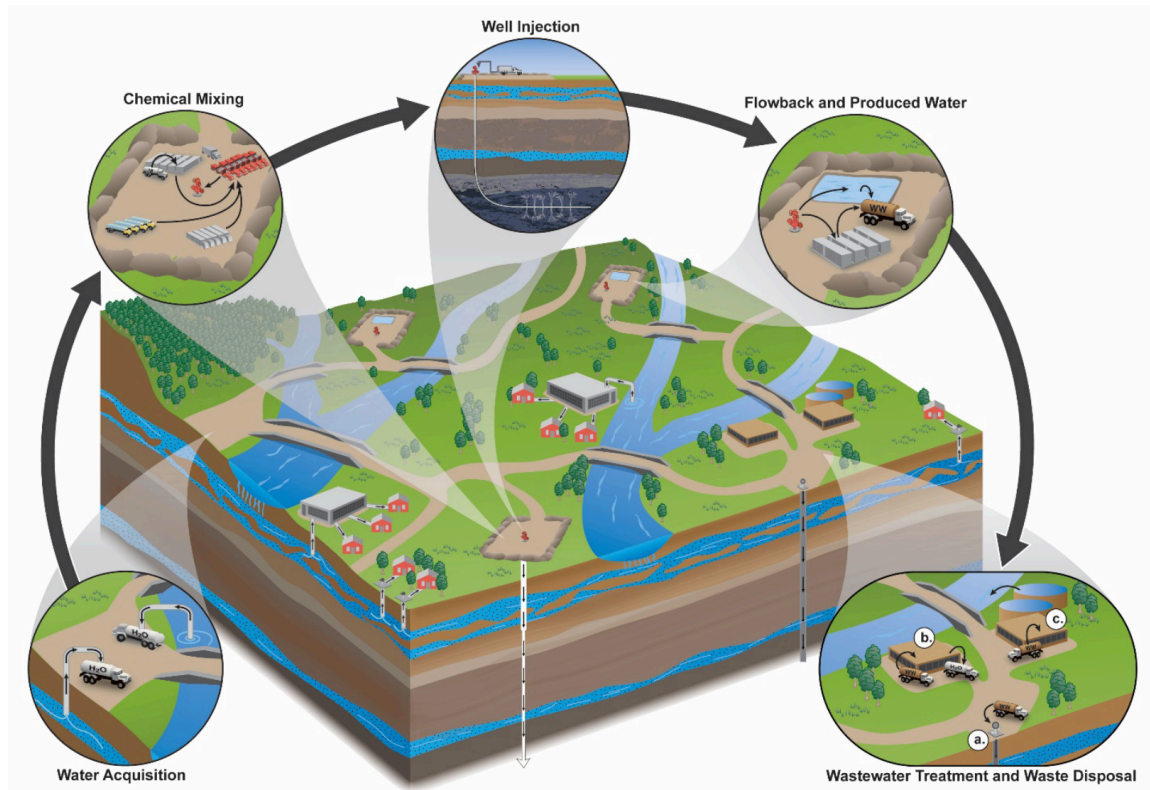 Well Injection
Chemical Mixing
Flowback and Produced Water
WW
H₂O
H₂O
b.
c.
WW
H₂O
WW
WW
a.
Water Acquisition
Wastewater Treatment and Waste Disposal